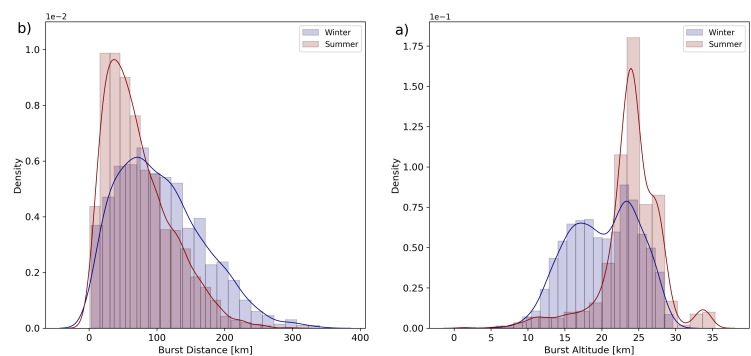 b)
1e−2
Winter
Summer
1.0
0.8
0.6
0.4
0.2
0.0
Density
0
100
200
300
400
Burst Distance [km]
a)
1e−1
Winter
Summer
1.75
1.50
1.25
1.00
0.75
0.50
0.25
0.00
Density
0
5
10
15
20
25
30
35
Burst Altitude [km]